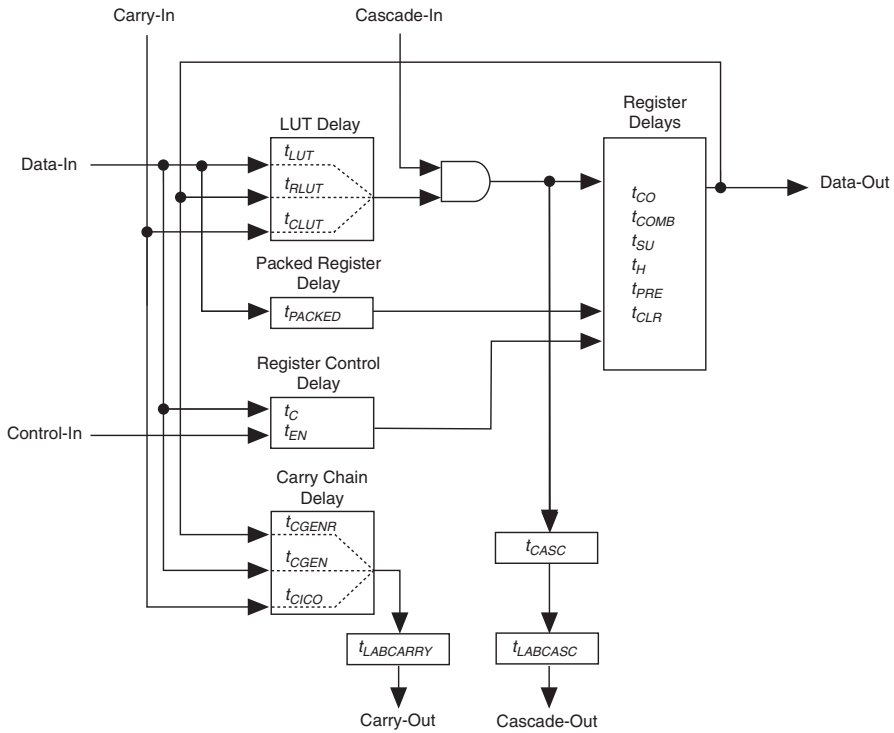 Carry-In
Cascade-In
LUT Delay
Register
Delays
Data-In
tLUT
tRLUT
tCLUT
tCO
tCOMB
tSU
tH
tPRE
tCLR
Data-Out
Packed Register
Delay
tPACKED
Register Control
Delay
tC
tEN
Control-In
Carry Chain
Delay
tCGENR
tCGEN
tCICO
tCASC
tLABCARRY
tLABCASC
Carry-Out
Cascade-Out